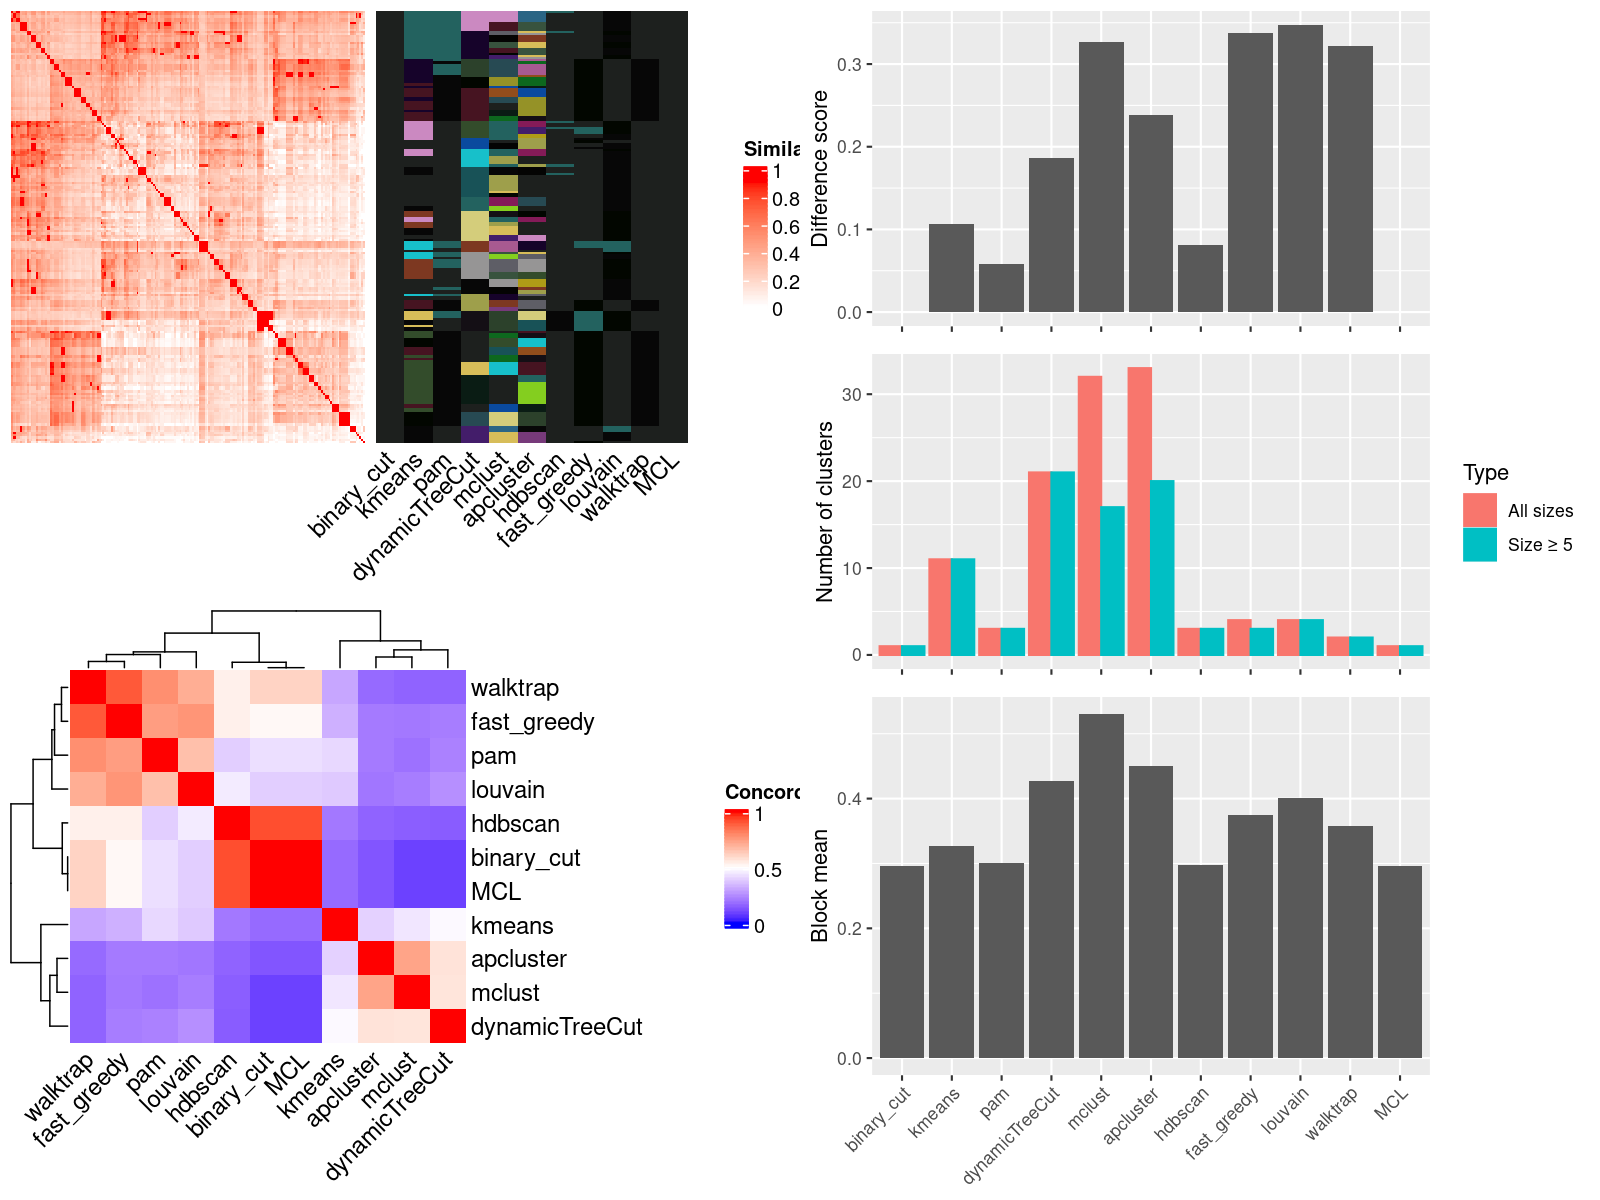 Simila
1
0.8
0.6
0.4
0.2
0
binary_cut
kmeans
pam
dynamicTreeCut
mclust
apcluster
hdbscan
fast_greedy
louvain
walktrap
MCL
Difference score
0.3
0.2
0.1
0.0
Number of clusters
30
20
10
0
Type
All sizes
Size ≥ 5
walktrap
fast_greedy
pam
louvain
hdbscan
binary_cut
MCL
kmeans
apcluster
mclust
dynamicTreeCut
walktrap
fast_greedy
pam
louvain
hdbscan
binary_cut
MCL
kmeans
apcluster
mclust
dynamicTreeCut
Concord
1
0.5
0
Block mean
0.4
0.2
0.0
binary_cut
kmeans
pam
dynamicTreeCut
mclust
apcluster
hdbscan
fast_greedy
louvain
walktrap
MCL